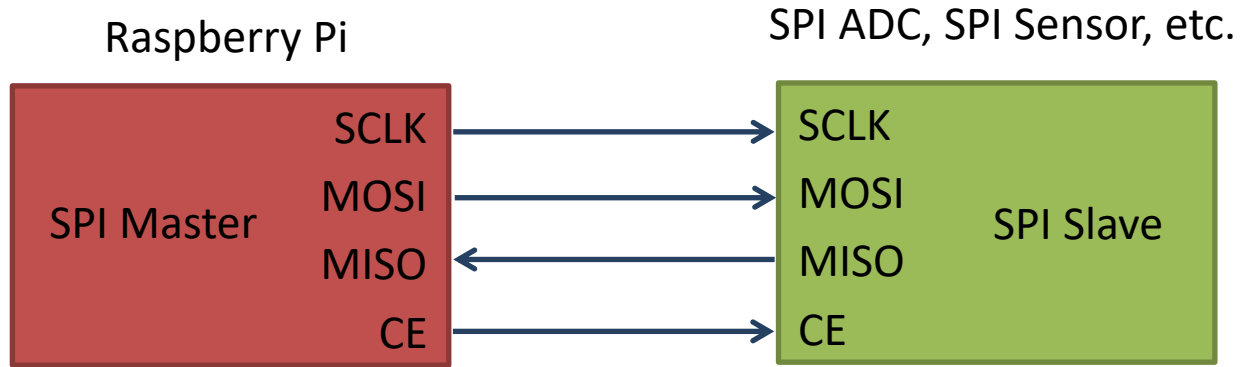 Raspberry Pi
SPI ADC, SPI Sensor, etc.
SPI Master
SCLK
MOSI
MISO
CE
SCLK
MOSI
MISO
CE
SPI Slave